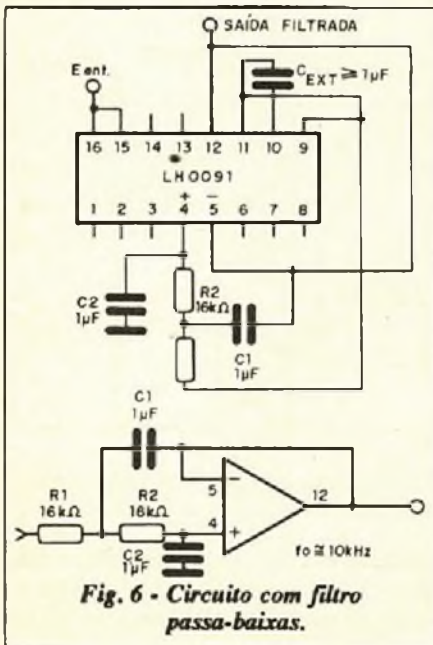 SAÍDA FILTRADA
E ent.
C EXT ≧ 1µF
16 15 14 13 12 11 10 9
LH0091
+ −
1 2 3 4 5 6 7 8
R2
16kΩ
C2
1µF
C1
1µF
C1
1µF
R1
16kΩ
R2
16kΩ
5 −
12
4 +
C2
1µF
fo ≅ 10kHz
Fig. 6 - Circuito com filtro
passa-baixas.